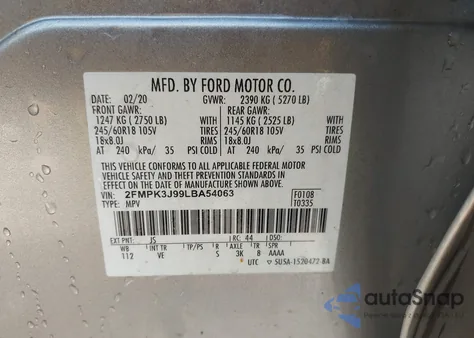 MFD. BY FORD MOTOR CO.
DATE: 02/20 GVWR: 2390 KG ( 5270 LB)
FRONT GAWR: REAR GAWR:
1247 KG ( 2750 LB) WITH 1145 KG ( 2525 LB) WITH
245/60R18 105V TIRES 245/60R18 105V TIRES
18x8.0J RIMS 18x8.0J RIMS
AT 240 kPa/ 35 PSI COLD AT 240 kPa/ 35 PSI COLD
THIS VEHICLE CONFORMS TO ALL APPLICABLE FEDERAL MOTOR
VEHICLE SAFETY AND THEFT PREVENTION STANDARDS IN EFFECT ON
THE DATE OF MANUFACTURE SHOWN ABOVE.
VIN: 2FMPK3J99LBA54063 F0108
TYPE: MPV T0335
EXT PNT: JS RC: 44 DSO:
WB INT TR TP/PS R AXLE TR SPR
112 VE 5 3K 8 AAAA
UTC SU5A-1520472-BA
autoSnap